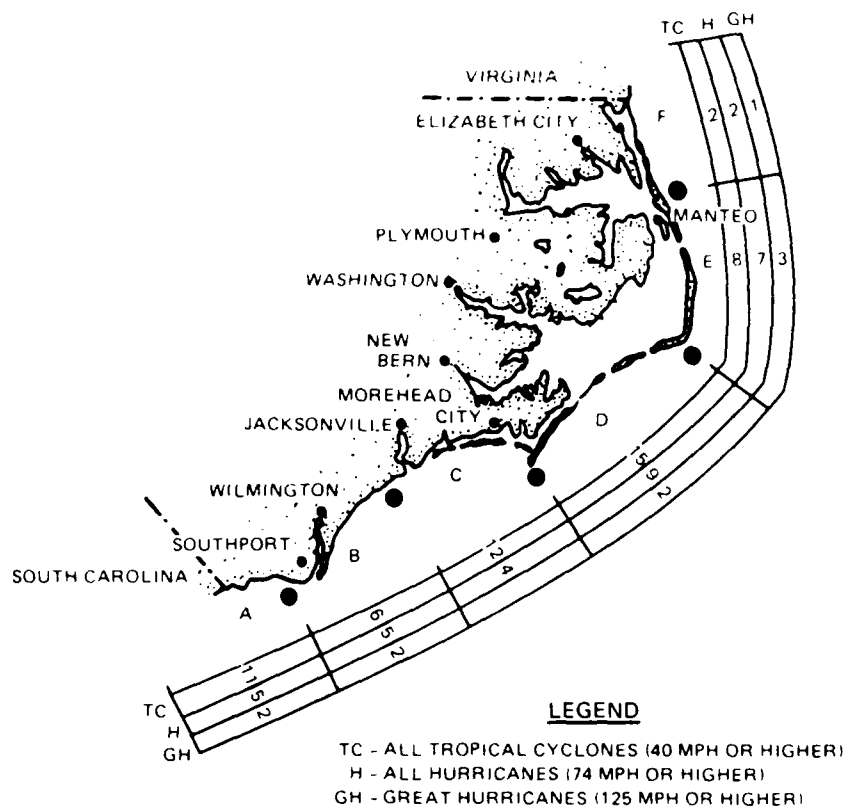 TC H GH
VIRGINIA
ELIZABETH CITY
F
2 2 1
MANTEO
PLYMOUTH
E
8 7 3
WASHINGTON
NEW
BERN
MOREHEAD
CITY
JACKSONVILLE
D
C
15 9 2
WILMINGTON
SOUTHPORT
B
12 4
SOUTH CAROLINA
A
6 5 2
11 5 2
TC
H
GH
LEGEND
TC - ALL TROPICAL CYCLONES (40 MPH OR HIGHER)
H - ALL HURRICANES (74 MPH OR HIGHER)
GH - GREAT HURRICANES (125 MPH OR HIGHER)